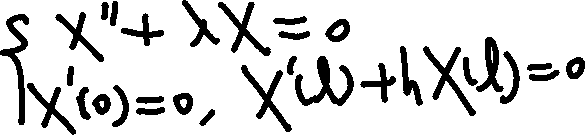 { X'' + λX = 0
X'(0) = 0, X'(l) + hX(l) = 0